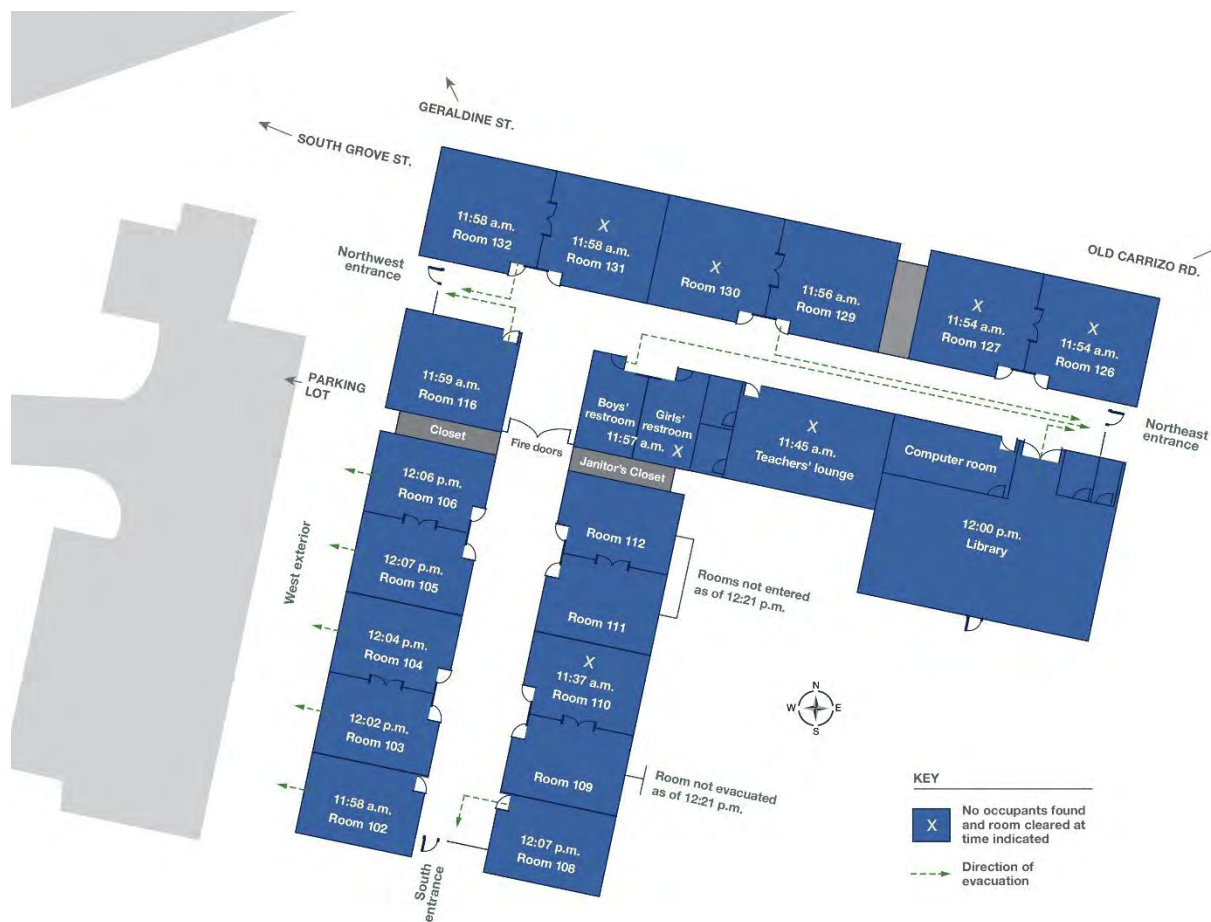 GERALDINE ST.
SOUTH GROVE ST.
OLD CARRIZO RD.
11:58 a.m.
Room 132
X
11:58 a.m.
Room 131
X
Room 130
11:56 a.m.
Room 129
X
11:54 a.m.
Room 127
X
11:54 a.m.
Room 126
Northwest
entrance
PARKING
LOT
11:59 a.m.
Room 116
Closet
Fire doors
Boys'
restroom
Girls'
restroom
11:57 a.m.
X
Janitor's Closet
X
11:45 a.m.
Teachers' lounge
Computer room
Northeast
entrance
12:00 p.m.
Library
12:06 p.m.
Room 106
12:07 p.m.
Room 105
West exterior
12:04 p.m.
Room 104
12:02 p.m.
Room 103
11:58 a.m.
Room 102
Room 112
Room 111
Rooms not entered
as of 12:21 p.m.
X
11:37 a.m.
Room 110
Room 109
Room not evacuated
as of 12:21 p.m.
12:07 p.m.
Room 108
South
entrance
N
W E
S
KEY
X
No occupants found
and room cleared at
time indicated
Direction of
evacuation